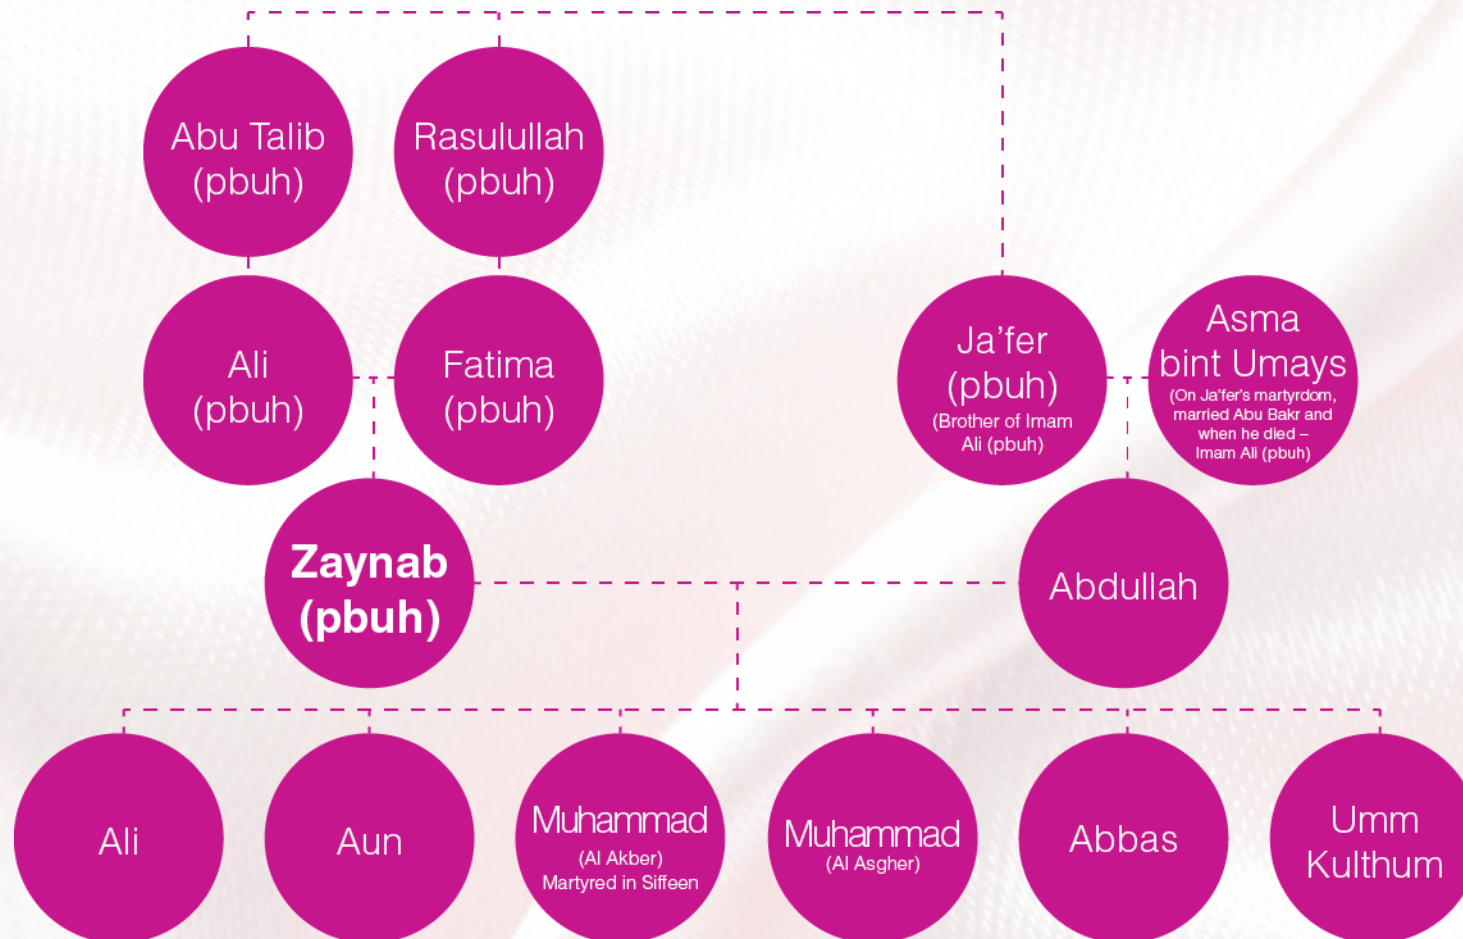 Abu Talib
(pbuh)
Rasulullah
(pbuh)
Ali
(pbuh)
Fatima
(pbuh)
Ja'fer
(pbuh)
(Brother of Imam
Ali (pbuh)
Asma
bint Umays
(On Ja'fer's martyrdom,
married Abu Bakr and
when he died –
Imam Ali (pbuh)
Zaynab
(pbuh)
Abdullah
Ali
Aun
Muhammad
(Al Akber)
Martyred in Siffeen
Muhammad
(Al Asgher)
Abbas
Umm
Kulthum